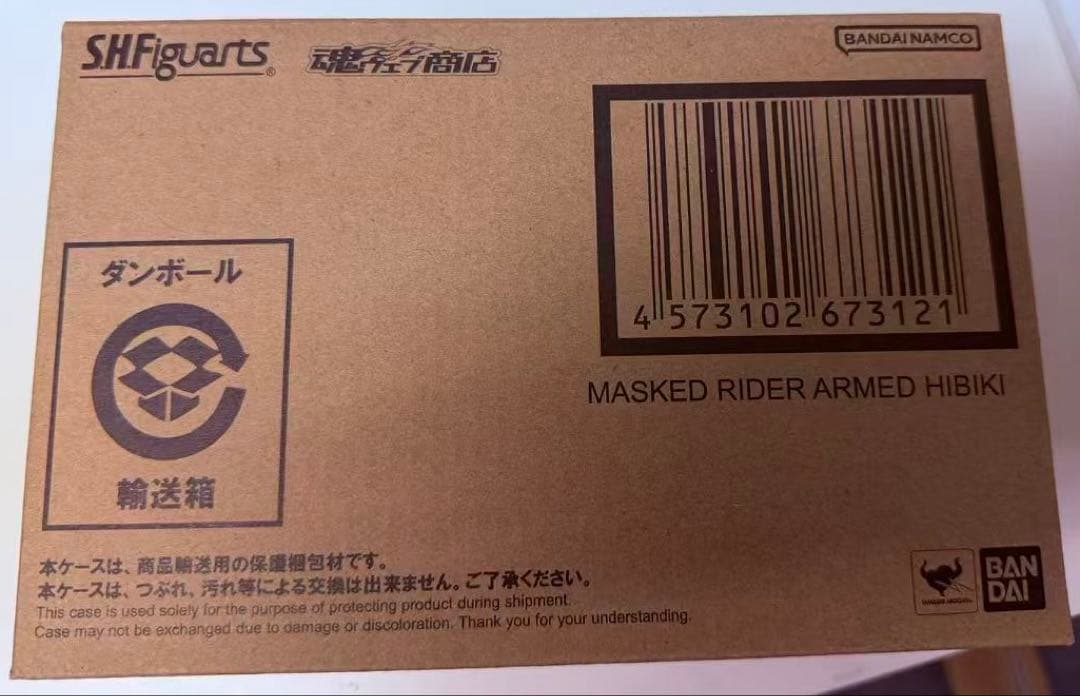 S.H.Figuarts®
魂ウェブ商店
BANDAI NAMCO
4 573102 673121
MASKED RIDER ARMED HIBIKI
ダンボール
輸送箱
本ケースは、商品輸送用の保護梱包材です。
本ケースは、つぶれ、汚れ等による交換は出来ません。ご了承ください。
This case is used solely for the purpose of protecting product during shipment.
Case may not be exchanged due to damage or discoloration. Thank you for your understanding.
BAN
DAI